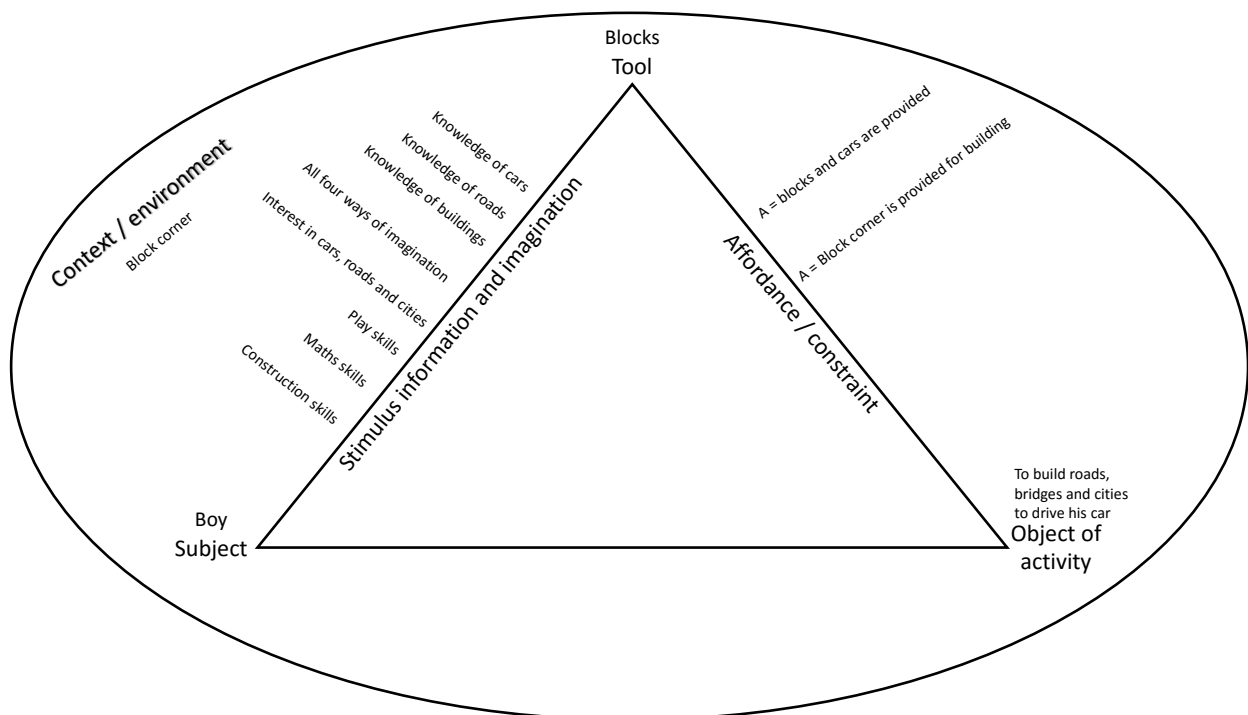 Blocks
Tool
Context / environment
Block corner
Knowledge of cars
Knowledge of roads
Knowledge of buildings
All four ways of imagination
Interest in cars, roads and cities
Play skills
Maths skills
Construction skills
Stimulus information and imagination
A = blocks and cars are provided
A = Block corner is provided for building
Affordance / constraint
Boy
Subject
To build roads,
bridges and cities
to drive his car
Object of
activity